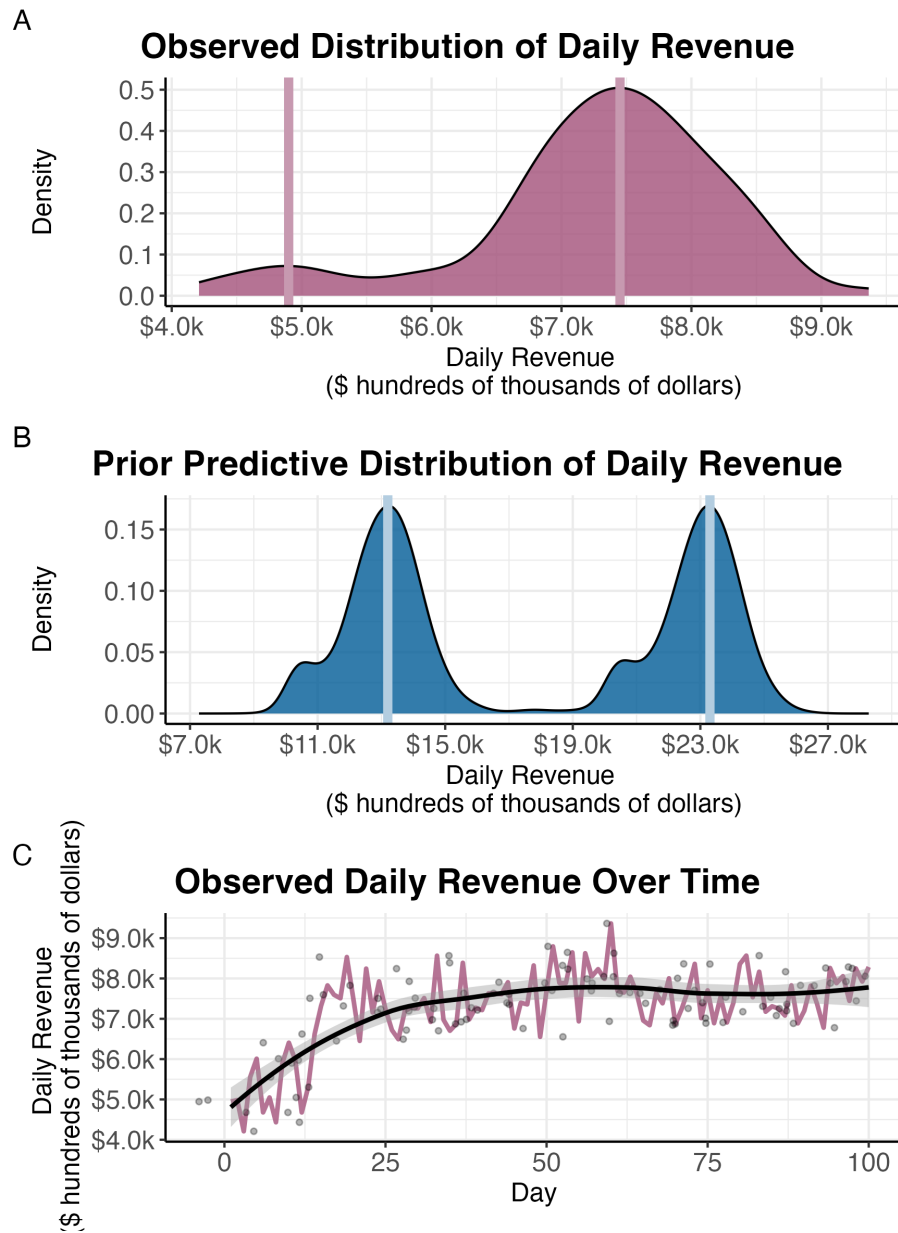 A
Observed Distribution of Daily Revenue
Density
0.5
0.4
0.3
0.2
0.1
0.0
$4.0k $5.0k $6.0k $7.0k $8.0k $9.0k
Daily Revenue
($ hundreds of thousands of dollars)
B
Prior Predictive Distribution of Daily Revenue
Density
0.15
0.10
0.05
0.00
$7.0k $11.0k $15.0k $19.0k $23.0k $27.0k
Daily Revenue
($ hundreds of thousands of dollars)
C
Observed Daily Revenue Over Time
Daily Revenue
($ hundreds of thousands of dollars)
$9.0k
$8.0k
$7.0k
$6.0k
$5.0k
$4.0k
0 25 50 75 100
Day